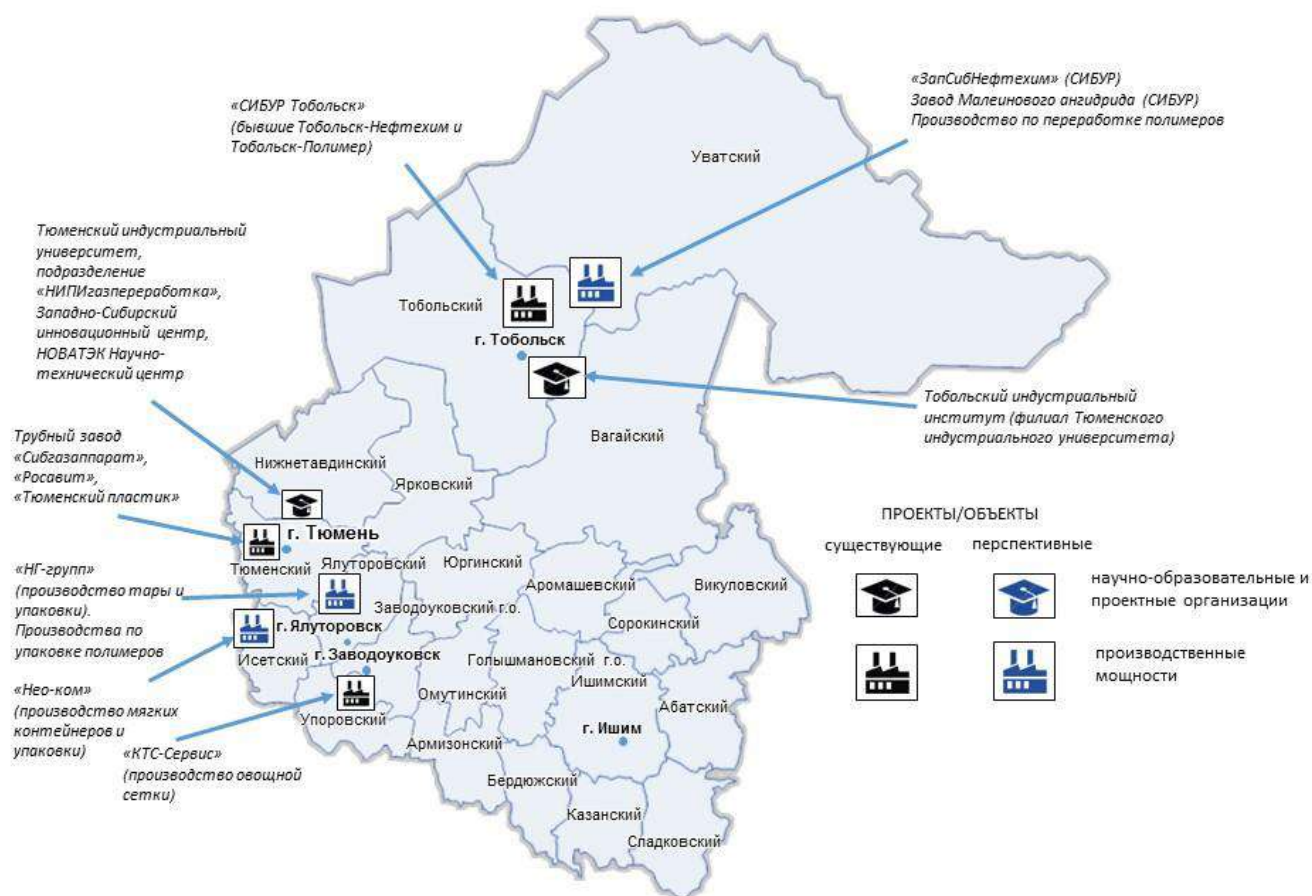 «ЗапСибНефтехим» (СИБУР)
Завод Малеинового ангидрида (СИБУР)
Производство по переработке полимеров
«СИБУР Тобольск»
(бывшие Тобольск-Нефтехим и
Тобольск-Полимер)
Уватский
Тюменский индустриальный
университет,
подразделение
«НИПИгазпереработка»,
Западно-Сибирский
инновационный центр,
НОВАТЭК Научно-
технический центр
Тобольский
г. Тобольск
Тобольский индустриальный
институт (филиал Тюменского
индустриального университета)
Вагайский
Трубный завод
«Сибгазаппарат»,
«Росавит»,
«Тюменский пластик»
Нижнетавдинский
Ярковский
г. Тюмень
Тюменский
Ялуторовский
Юргинский
Аромашевский
Викуловский
«НГ-групп»
(производство тары и
упаковки).
Производства по
упаковке полимеров
Заводоуковский г.о.
Сорокинский
г. Ялуторовск
г. Заводоуковск
Исетский
Голышмановский г.о.
Ишимский
Абатский
Омутинский
Упоровский
г. Ишим
«Нео-ком»
(производство мягких
контейнеров и
упаковки)
Армизонский
Бердюжский
«КТС-Сервис»
(производство овощной
сетки)
Казанский
Сладковский
ПРОЕКТЫ/ОБЪЕКТЫ
существующие
перспективные
научно-образовательные и
проектные организации
производственные
мощности